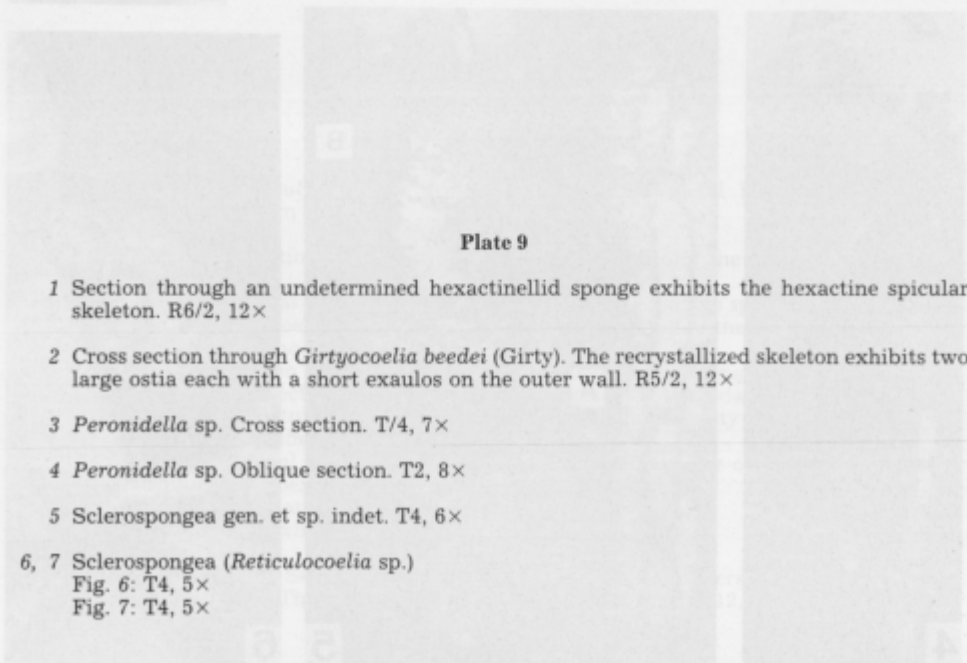 Plate 9
1 Section through an undetermined hexactinellid sponge exhibits the hexactine spicular
skeleton. R6/2, 12×
2 Cross section through Girtyocoelia beedei (Girty). The recrystallized skeleton exhibits two
large ostia each with a short exaulos on the outer wall. R5/2, 12×
3 Peronidella sp. Cross section. T/4, 7×
4 Peronidella sp. Oblique section. T2, 8×
5 Sclerospongea gen. et sp. indet. T4, 6×
6, 7 Sclerospongea (Reticulocoelia sp.)
Fig. 6: T4, 5×
Fig. 7: T4, 5×